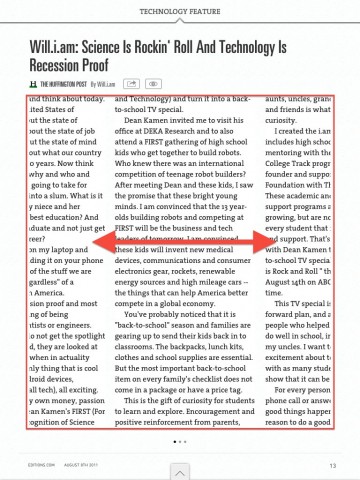 TECHNOLOGY FEATURE
Will.i.am: Science Is Rockin' Roll And Technology Is
Recession Proof
H THE HUFFINGTON POST By Will.i.am
and think about today.
ited States of
out the state of
out the state of job
out the state of mind
out what our country
o years. Now think
why and who and
going to take for
nto a slum. What is it
y niece and her
best education? And
duate and not just get
reer?
on my laptop and
ding it on your phone
of the stuff we are
gardless" of a
n America.
sion proof and most
ng of being
ntists or engineers.
o not get the spotlight
d, they are looked at
when in actuality
nly thing that is cool
droid devices,
all tech], all exciting.
y own money, passion
an Kamen's FIRST (For
ognition of Science
and Technology) and turn it into a back-
to-school TV special.
Dean Kamen invited me to visit his
office at DEKA Research and to also
attend a FIRST gathering of high school
kids who get together to build robots.
Who knew there was an international
competition of teenage robot builders?
After meeting Dean and these kids, I saw
the promise that these bright young
minds. I am convinced that the 13 year-
olds building robots and competing at
FIRST will be the business and tech
leaders of tomorrow. I am convinced
these kids will invent new medical
devices, communications and consumer
electronics gear, rockets, renewable
energy sources and high mileage cars --
the things that can help America better
compete in a global economy.
You've probably noticed that it is
"back-to-school" season and families are
gearing up to send their kids back in to
classrooms. The backpacks, lunch kits,
clothes and school supplies are essential.
But the most important back-to-school
item on every family's checklist does not
come in a package or have a price tag.
This is the gift of curiosity for students
to learn and explore. Encouragement and
positive reinforcement from parents,
aunts, uncles, gran
and friends is what
curiosity.
I created the i.am
includes high schoo
mentoring with the
College Track progr
founder and suppor
Foundation with Th
These academic and
support programs a
growing, but are no
every student that
and support. That's
with Dean Kamen t
to-school TV specia
is Rock and Roll " th
August 14th on ABC
time.
This TV special is
forward plan, and a
people who helped
do well in school, in
my uncles. I want t
excitement about t
with as many stude
show that it can be
For every person
phone call or answe
good things happen
reason to do a good
EDITIONS.COM AUGUST 9TH 2011 13